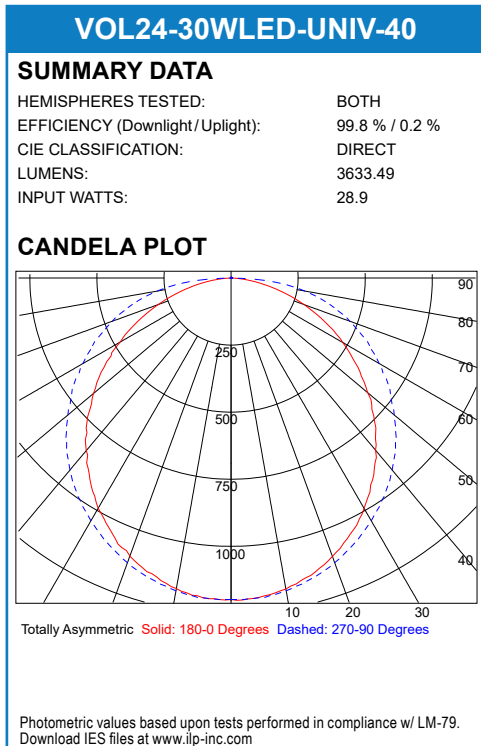 VOL24-30WLED-UNIV-40
SUMMARY DATA
HEMISPHERES TESTED: BOTH
EFFICIENCY (Downlight/Uplight): 99.8 % / 0.2 %
CIE CLASSIFICATION: DIRECT
LUMENS: 3633.49
INPUT WATTS: 28.9
CANDELA PLOT
90
80
250
70
500
60
750
50
1000
40
10 20 30
Totally Asymmetric Solid: 180-0 Degrees Dashed: 270-90 Degrees
Photometric values based upon tests performed in compliance w/ LM-79.
Download IES files at www.ilp-inc.com